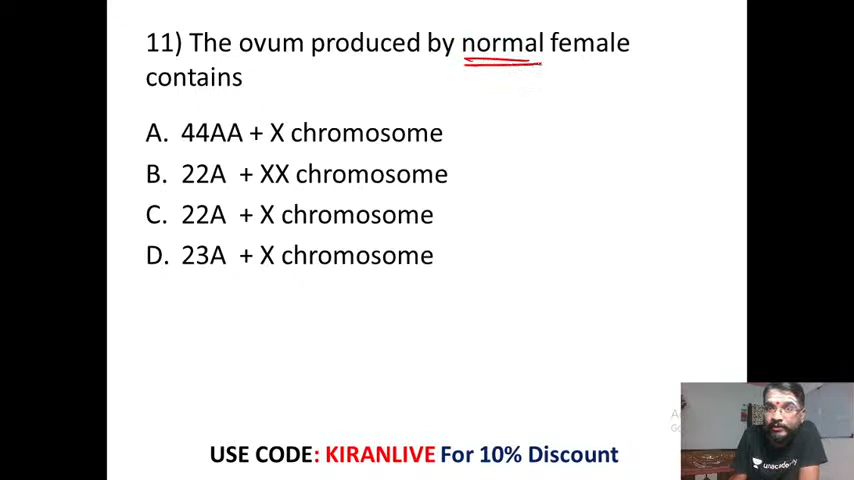 11) The ovum produced by normal female
contains
A. 44AA + X chromosome
B. 22A + XX chromosome
C. 22A + X chromosome
D. 23A + X chromosome
USE CODE: KIRANLIVE For 10% Discount
unacademy